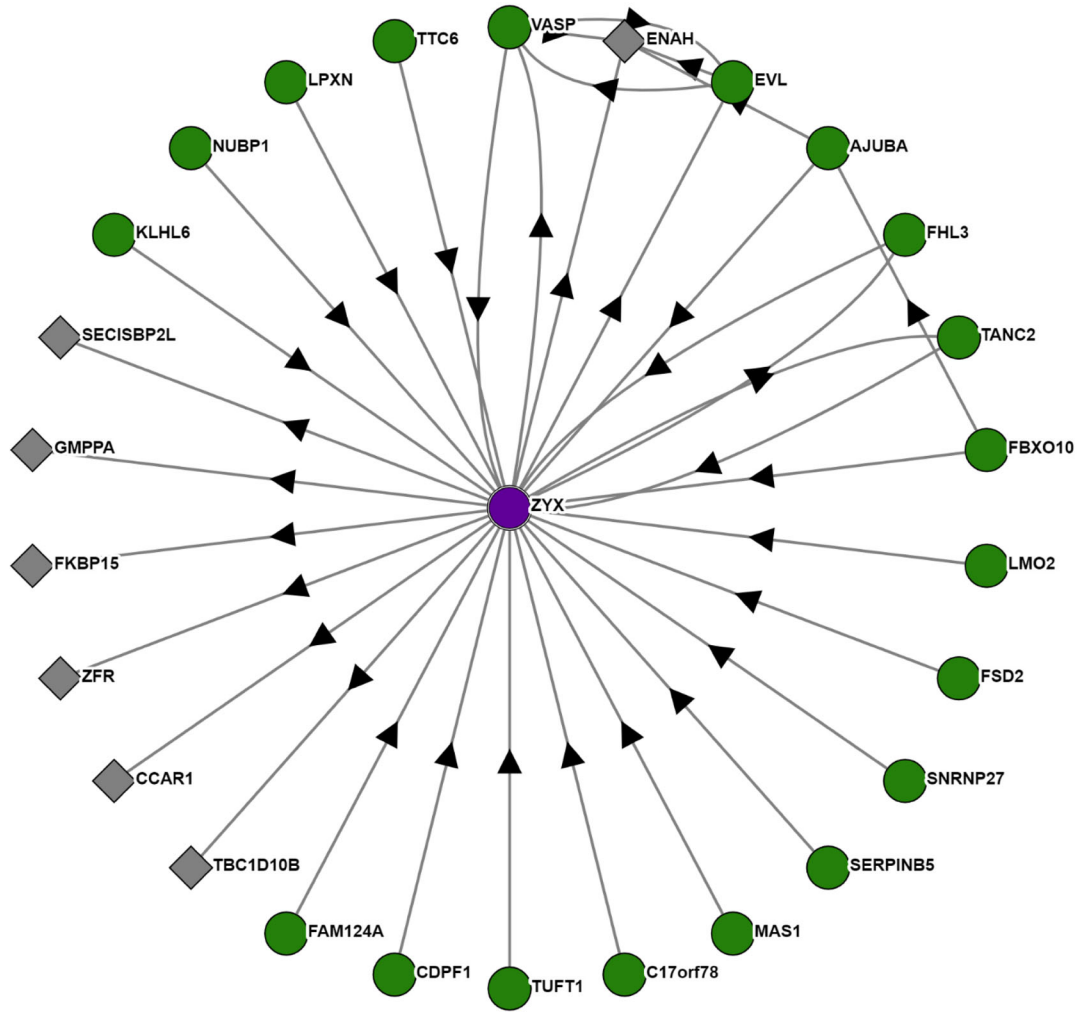 VASP
ENAH
TTC6
EVL
LPXN
AJUBA
NUBP1
FHL3
KLHL6
TANC2
SECISBP2L
FBXO10
GMPPA
ZYX
LMO2
FKBP15
FSD2
ZFR
SNRNP27
CCAR1
SERPINB5
TBC1D10B
MAS1
FAM124A
C17orf78
CDPF1
TUFT1